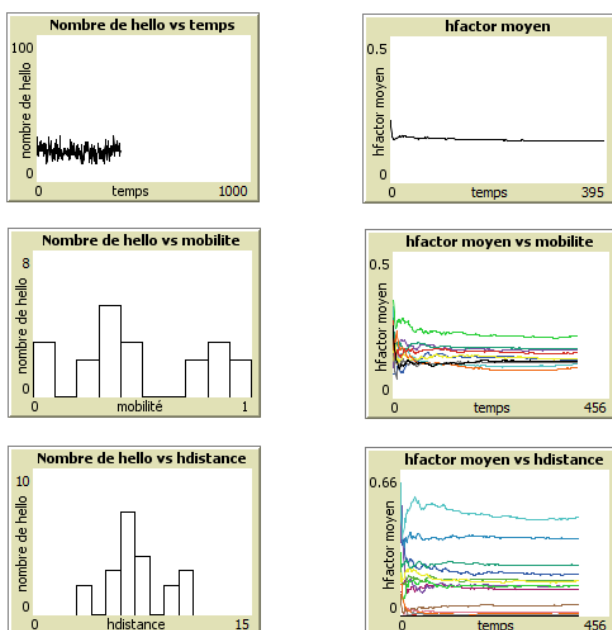 Nombre de hello vs temps
100
nombre de hello
0
0 temps 1000
hfactor moyen
0.5
hfactor moyen
0
0 temps 395
Nombre de hello vs mobilite
8
nombre de hello
0
0 mobilité 1
hfactor moyen vs mobilite
0.5
hfactor moyen
0
0 temps 456
Nombre de hello vs hdistance
10
nombre de hello
0
0 hdistance 15
hfactor moyen vs hdistance
0.66
hfactor moyen
0
0 temps 456